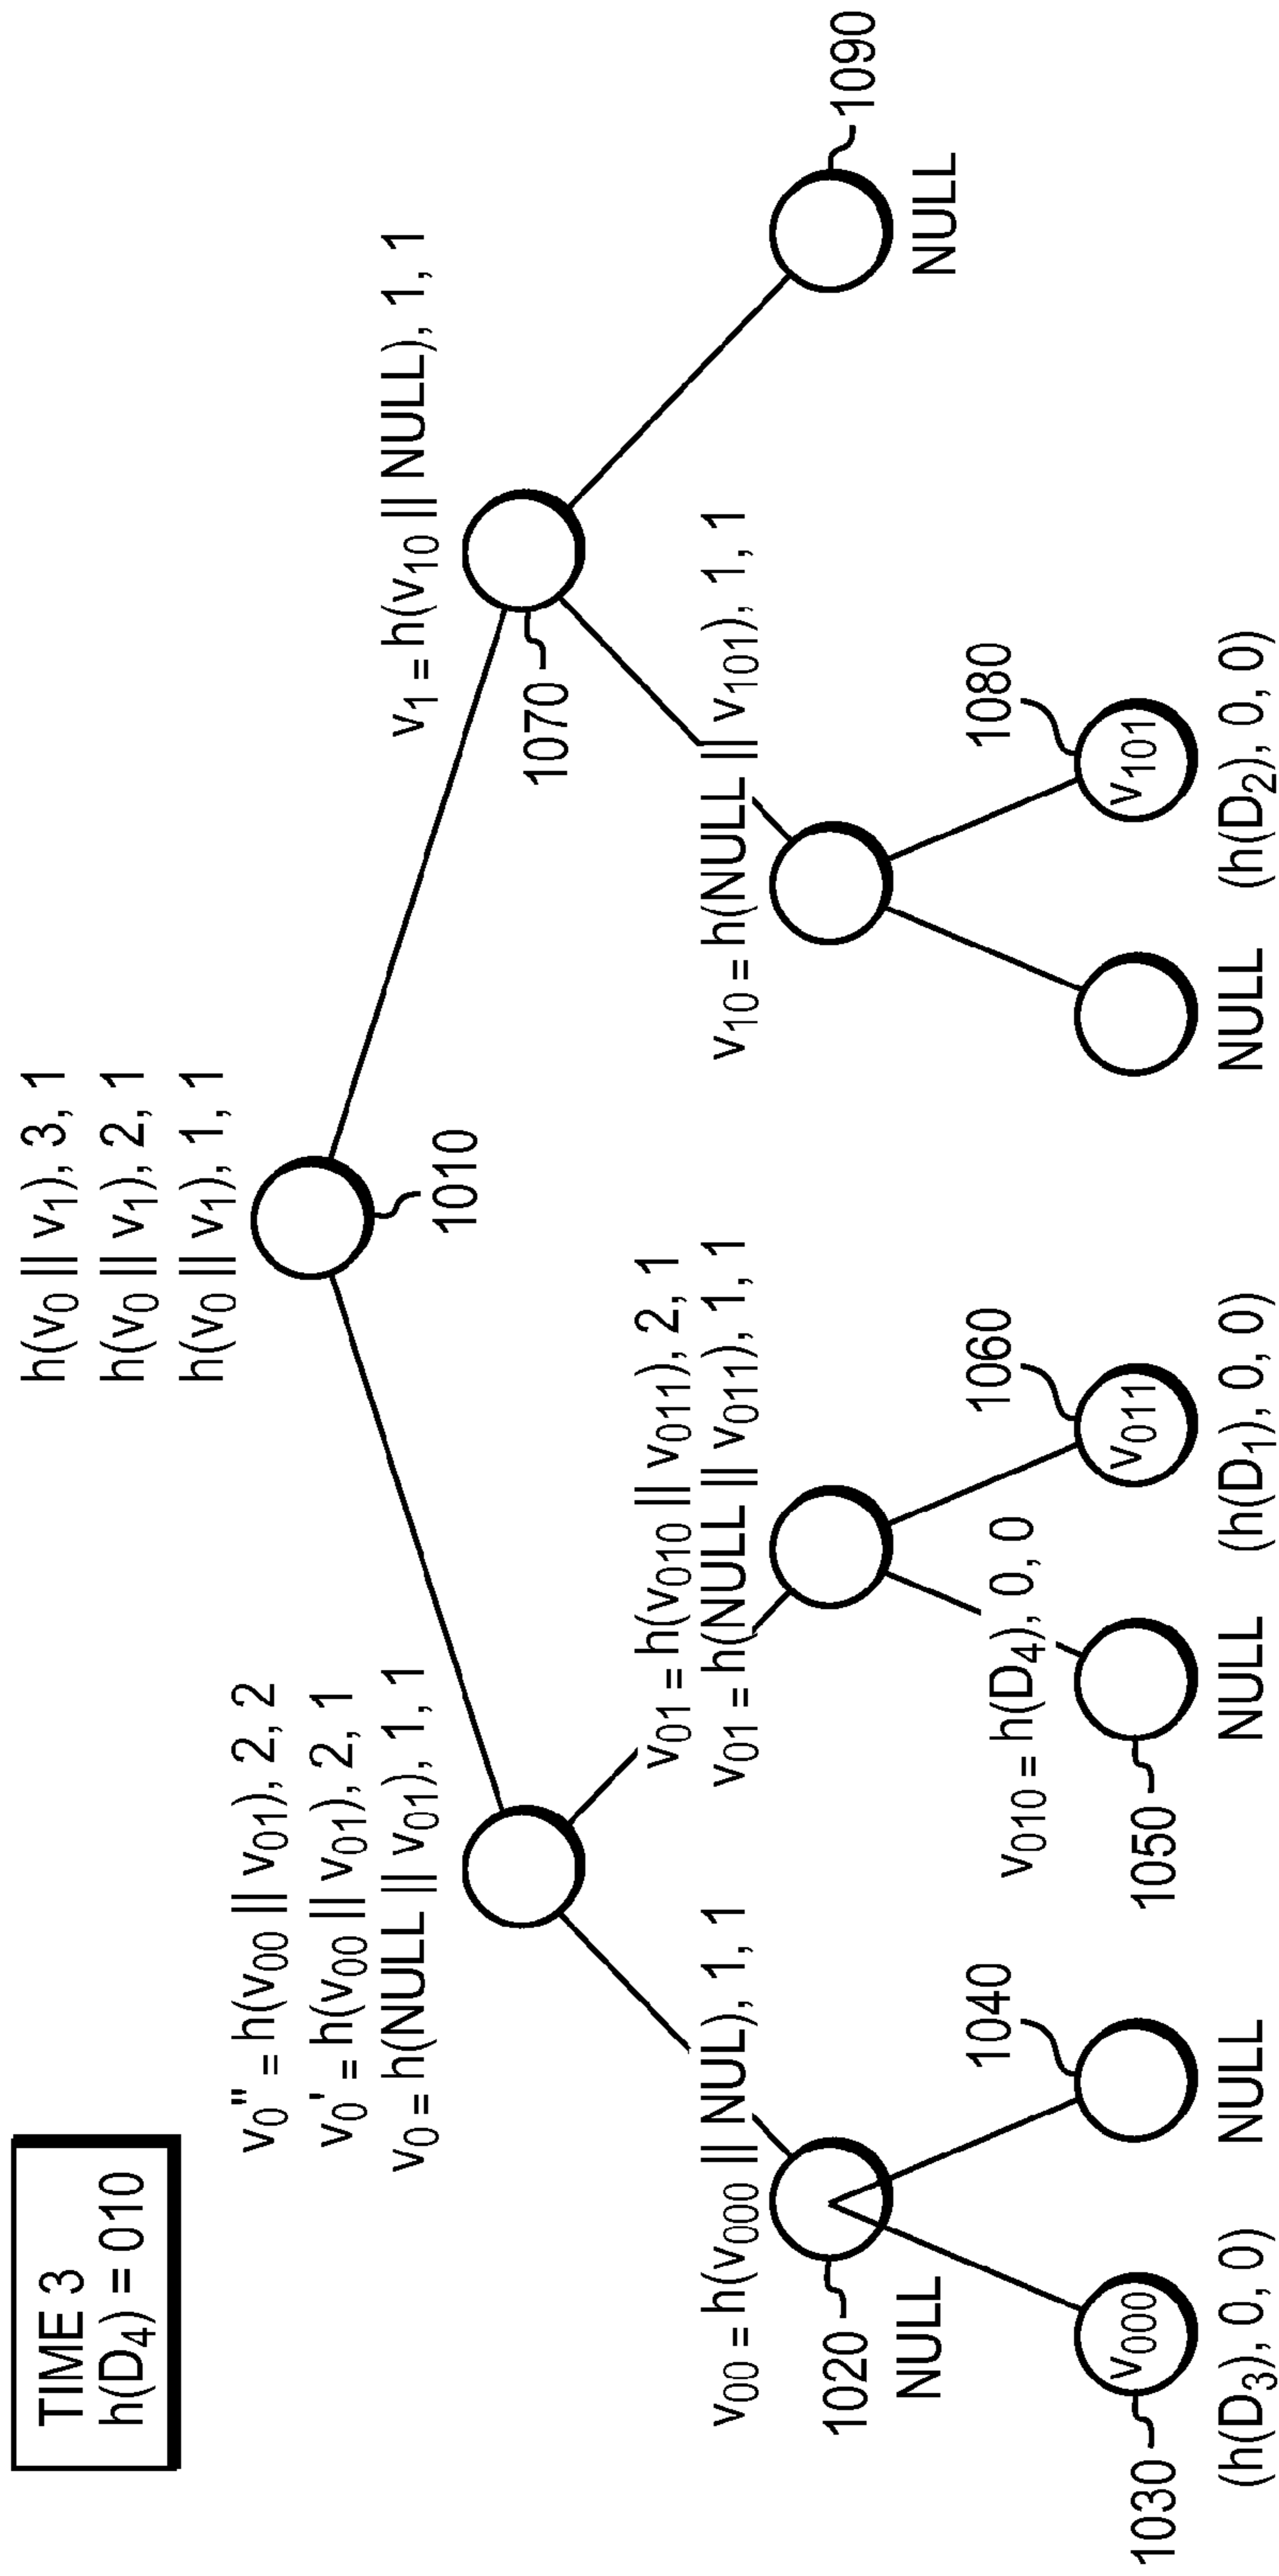 TIME 3
h(D₄) = 010
h(v₀ || v₁), 3, 1
h(v₀ || v₁), 2, 1
h(v₀ || v₁), 1, 1
1010
v₀" = h(v₀₀ || v₀₁), 2, 2
v₀' = h(v₀₀ || v₀₁), 2, 1
v₀ = h(NULL || v₀₁), 1, 1
v₁ = h(v₁₀ || NULL), 1, 1
1070
v₀₀ = h(v₀₀₀ || NUL), 1, 1
1020
NULL
v₀₁ = h(v₀₁₀ || v₀₁₁), 2, 1
v₀₁ = h(NULL || v₀₁₁), 1, 1
v₁₀ = h(NULL || v₁₀₁), 1, 1
1090
NULL
1030
v₀₀₀
(h(D₃), 0, 0)
1040
NULL
v₀₁₀ = h(D₄), 0, 0
1050
NULL
1060
v₀₁₁
(h(D₁), 0, 0)
NULL
1080
v₁₀₁
(h(D₂), 0, 0)